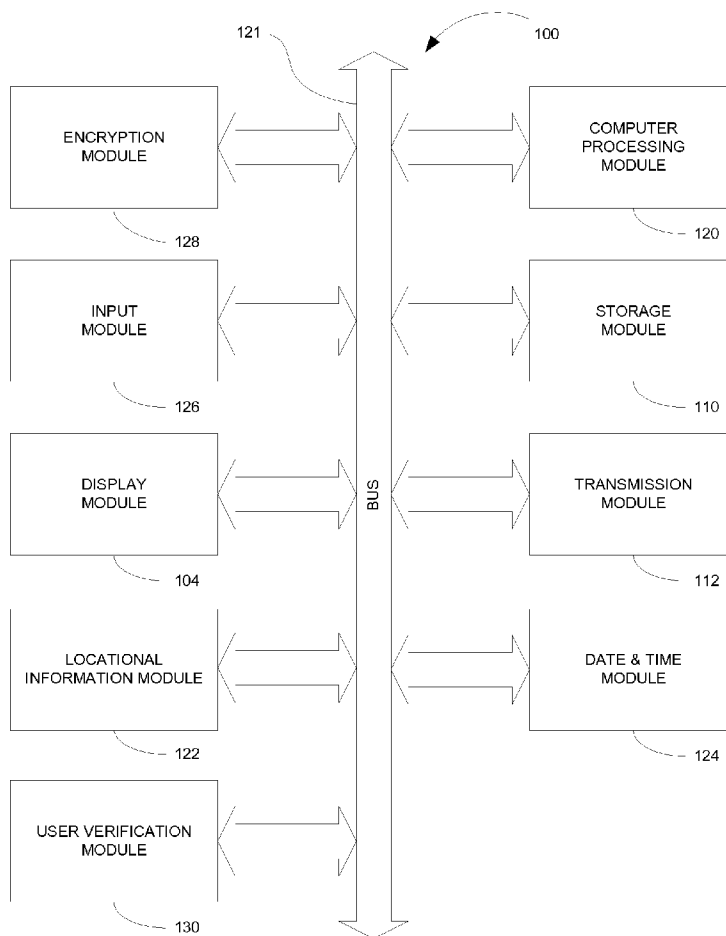 121
100
ENCRYPTION
MODULE
128
COMPUTER
PROCESSING
MODULE
120
INPUT
MODULE
126
STORAGE
MODULE
110
DISPLAY
MODULE
104
BUS
TRANSMISSION
MODULE
112
LOCATIONAL
INFORMATION MODULE
122
DATE & TIME
MODULE
124
USER VERIFICATION
MODULE
130